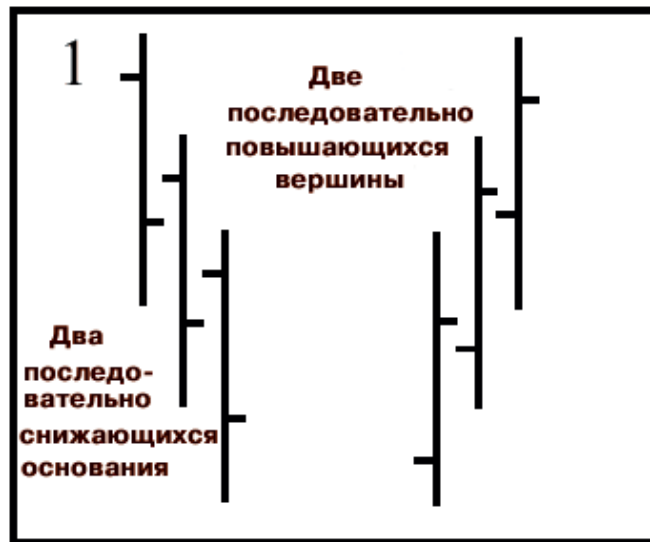 1
Две
последовательно
повышающихся
вершины
Два
последо-
вательно
снижающихся
основания